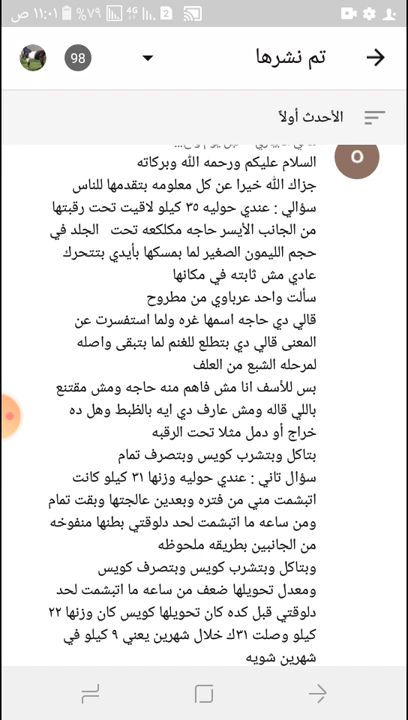 ١١:٠١ ص
٪٧٩
4G
2
تم نشرها
98
الأحدث أولاً
O
السلام عليكم ورحمه الله وبركاته
جزاك الله خيرا عن كل معلومه بتقدمها للناس
سؤالي : عندي حوليه ٣٥ كيلو لاقيت تحت رقبتها
من الجانب الأيسر حاجه مكلكعه تحت الجلد في
حجم الليمون الصغير لما بمسكها بأيدي بتتحرك
عادي مش ثابته في مكانها
سألت واحد عرباوي من مطروح
قالي دي حاجه اسمها غره ولما استفسرت عن
المعنى قالي دي بتطلع للغنم لما بتبقى واصله
لمرحله الشبع من العلف
بس للأسف انا مش فاهم منه حاجه ومش مقتنع
باللي قاله ومش عارف دي ايه بالظبط وهل ده
خراج أو دمل مثلا تحت الرقبه
بتاكل وبتشرب كويس وبتصرف تمام
سؤال تاني : عندي حوليه وزنها ٣١ كيلو كانت
اتبشمت مني من فتره وبعدين عالجتها وبقت تمام
ومن ساعه ما اتبشمت لحد دلوقتي بطنها منفوخه
من الجانبين بطريقه ملحوظه
وبتاكل وبتشرب كويس وبتصرف كويس
ومعدل تحويلها ضعف من ساعه ما اتبشمت لحد
دلوقتي قبل كده كان تحويلها كويس كان وزنها ٢٢
كيلو وصلت ٣١ك خلال شهرين يعني ٩ كيلو في
شهرين شويه